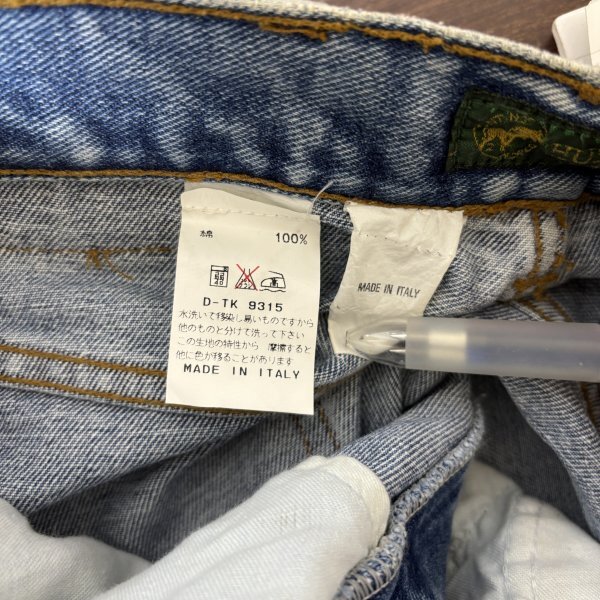 綿 100%
D-TK 9315
水洗いで移染し易いものですから
他のものと分けて洗って下さい
この生地の特性から 摩擦すると
他に色が移ることがあります
MADE IN ITALY
MADE IN ITALY
HU